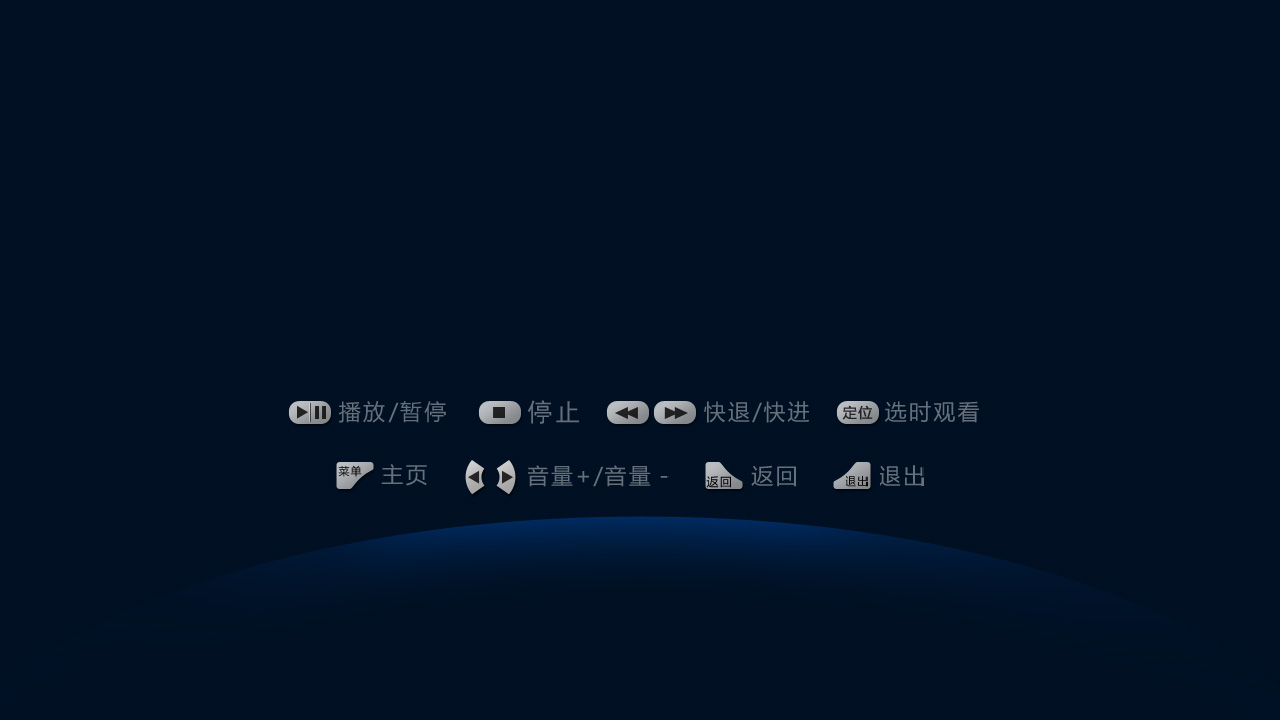 播放/暂停 停止 快退/快进 定位 选时观看
菜单 主页 音量+/音量 - 返回 返回 退出 退出